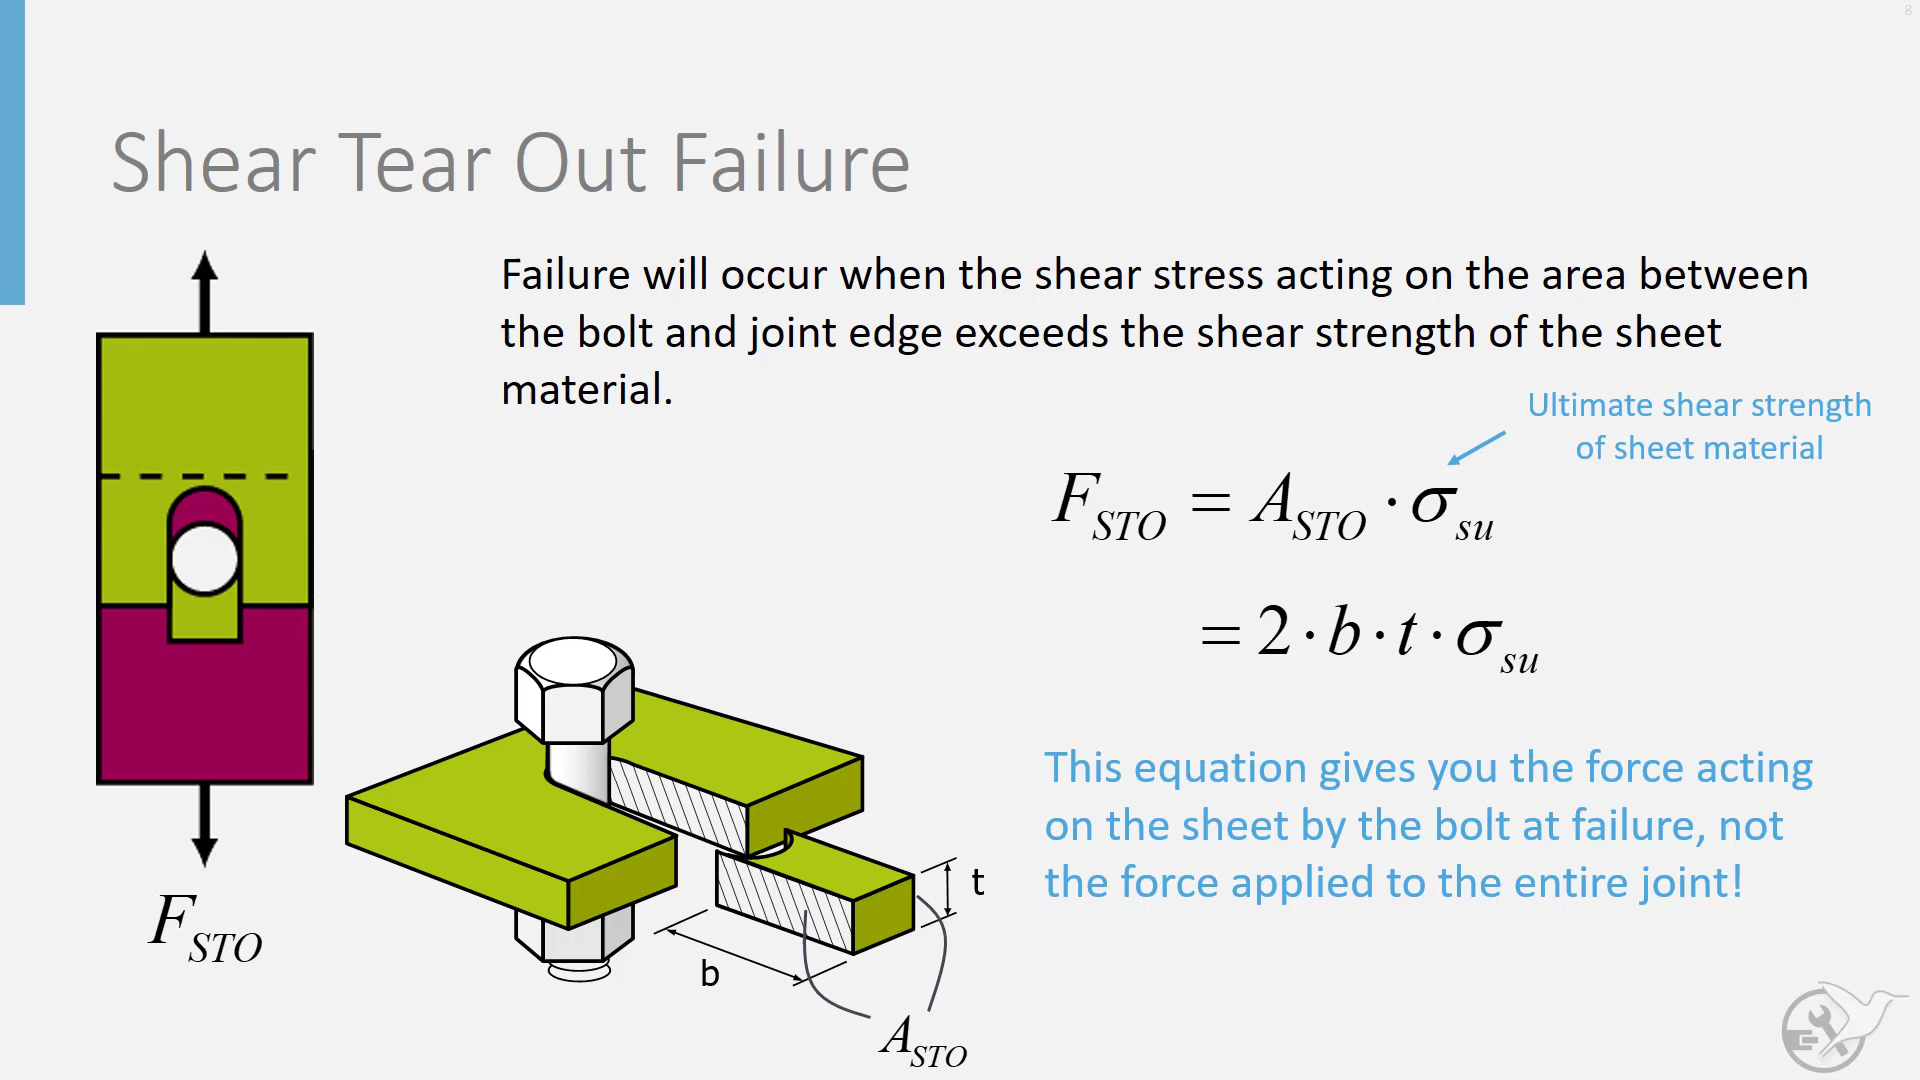 8
Shear Tear Out Failure
Failure will occur when the shear stress acting on the area between
the bolt and joint edge exceeds the shear strength of the sheet
material.
Ultimate shear strength
of sheet material
F_STO = A_STO · σ_su
= 2 · b · t · σ_su
This equation gives you the force acting
on the sheet by the bolt at failure, not
the force applied to the entire joint!
F_STO
t
b
A_STO